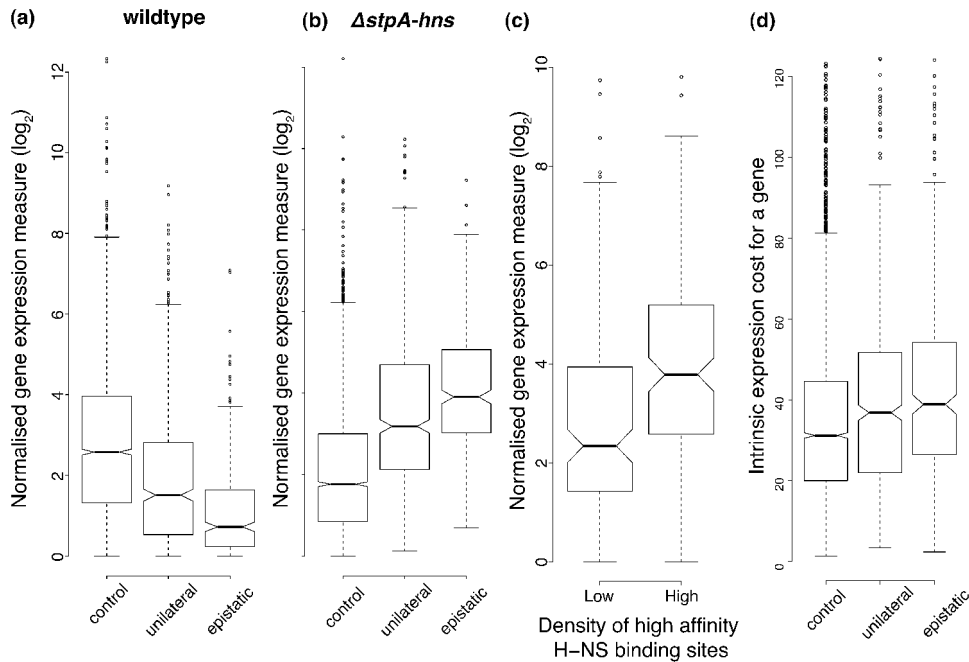 (a) wildtype
Normalised gene expression measure (log2)
0 2 4 6 8 10 12
control unilateral epistatic
(b) ΔstpA-hns
Normalised gene expression measure (log2)
control unilateral epistatic
(c)
Normalised gene expression measure (log2)
0 2 4 6 8 10
Low High
Density of high affinity
H−NS binding sites
(d)
Intrinsic expression cost for a gene
0 20 40 60 80 100 120
control unilateral epistatic